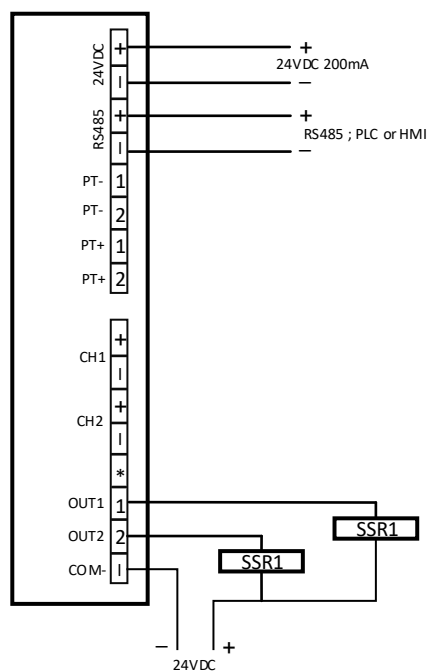 24VDC + + 24VDC 200mA
– –
RS485 + + RS485 ; PLC or HMI
– –
PT- 1
PT- 2
PT+ 1
PT+ 2
CH1 +
–
CH2 +
–
*
OUT1 1
SSR1
OUT2 2
SSR1
COM- –
– +
24VDC